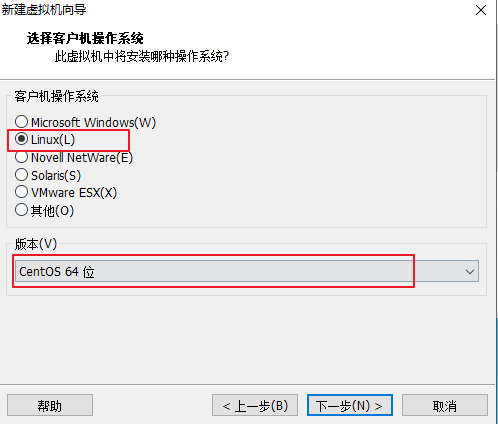 新建虚拟机向导
选择客户机操作系统
此虚拟机中将安装哪种操作系统?
客户机操作系统
Microsoft Windows(W)
Linux(L)
Novell NetWare(E)
Solaris(S)
VMware ESX(X)
其他(O)
版本(V)
CentOS 64 位
帮助
< 上一步(B)
下一步(N) >
取消